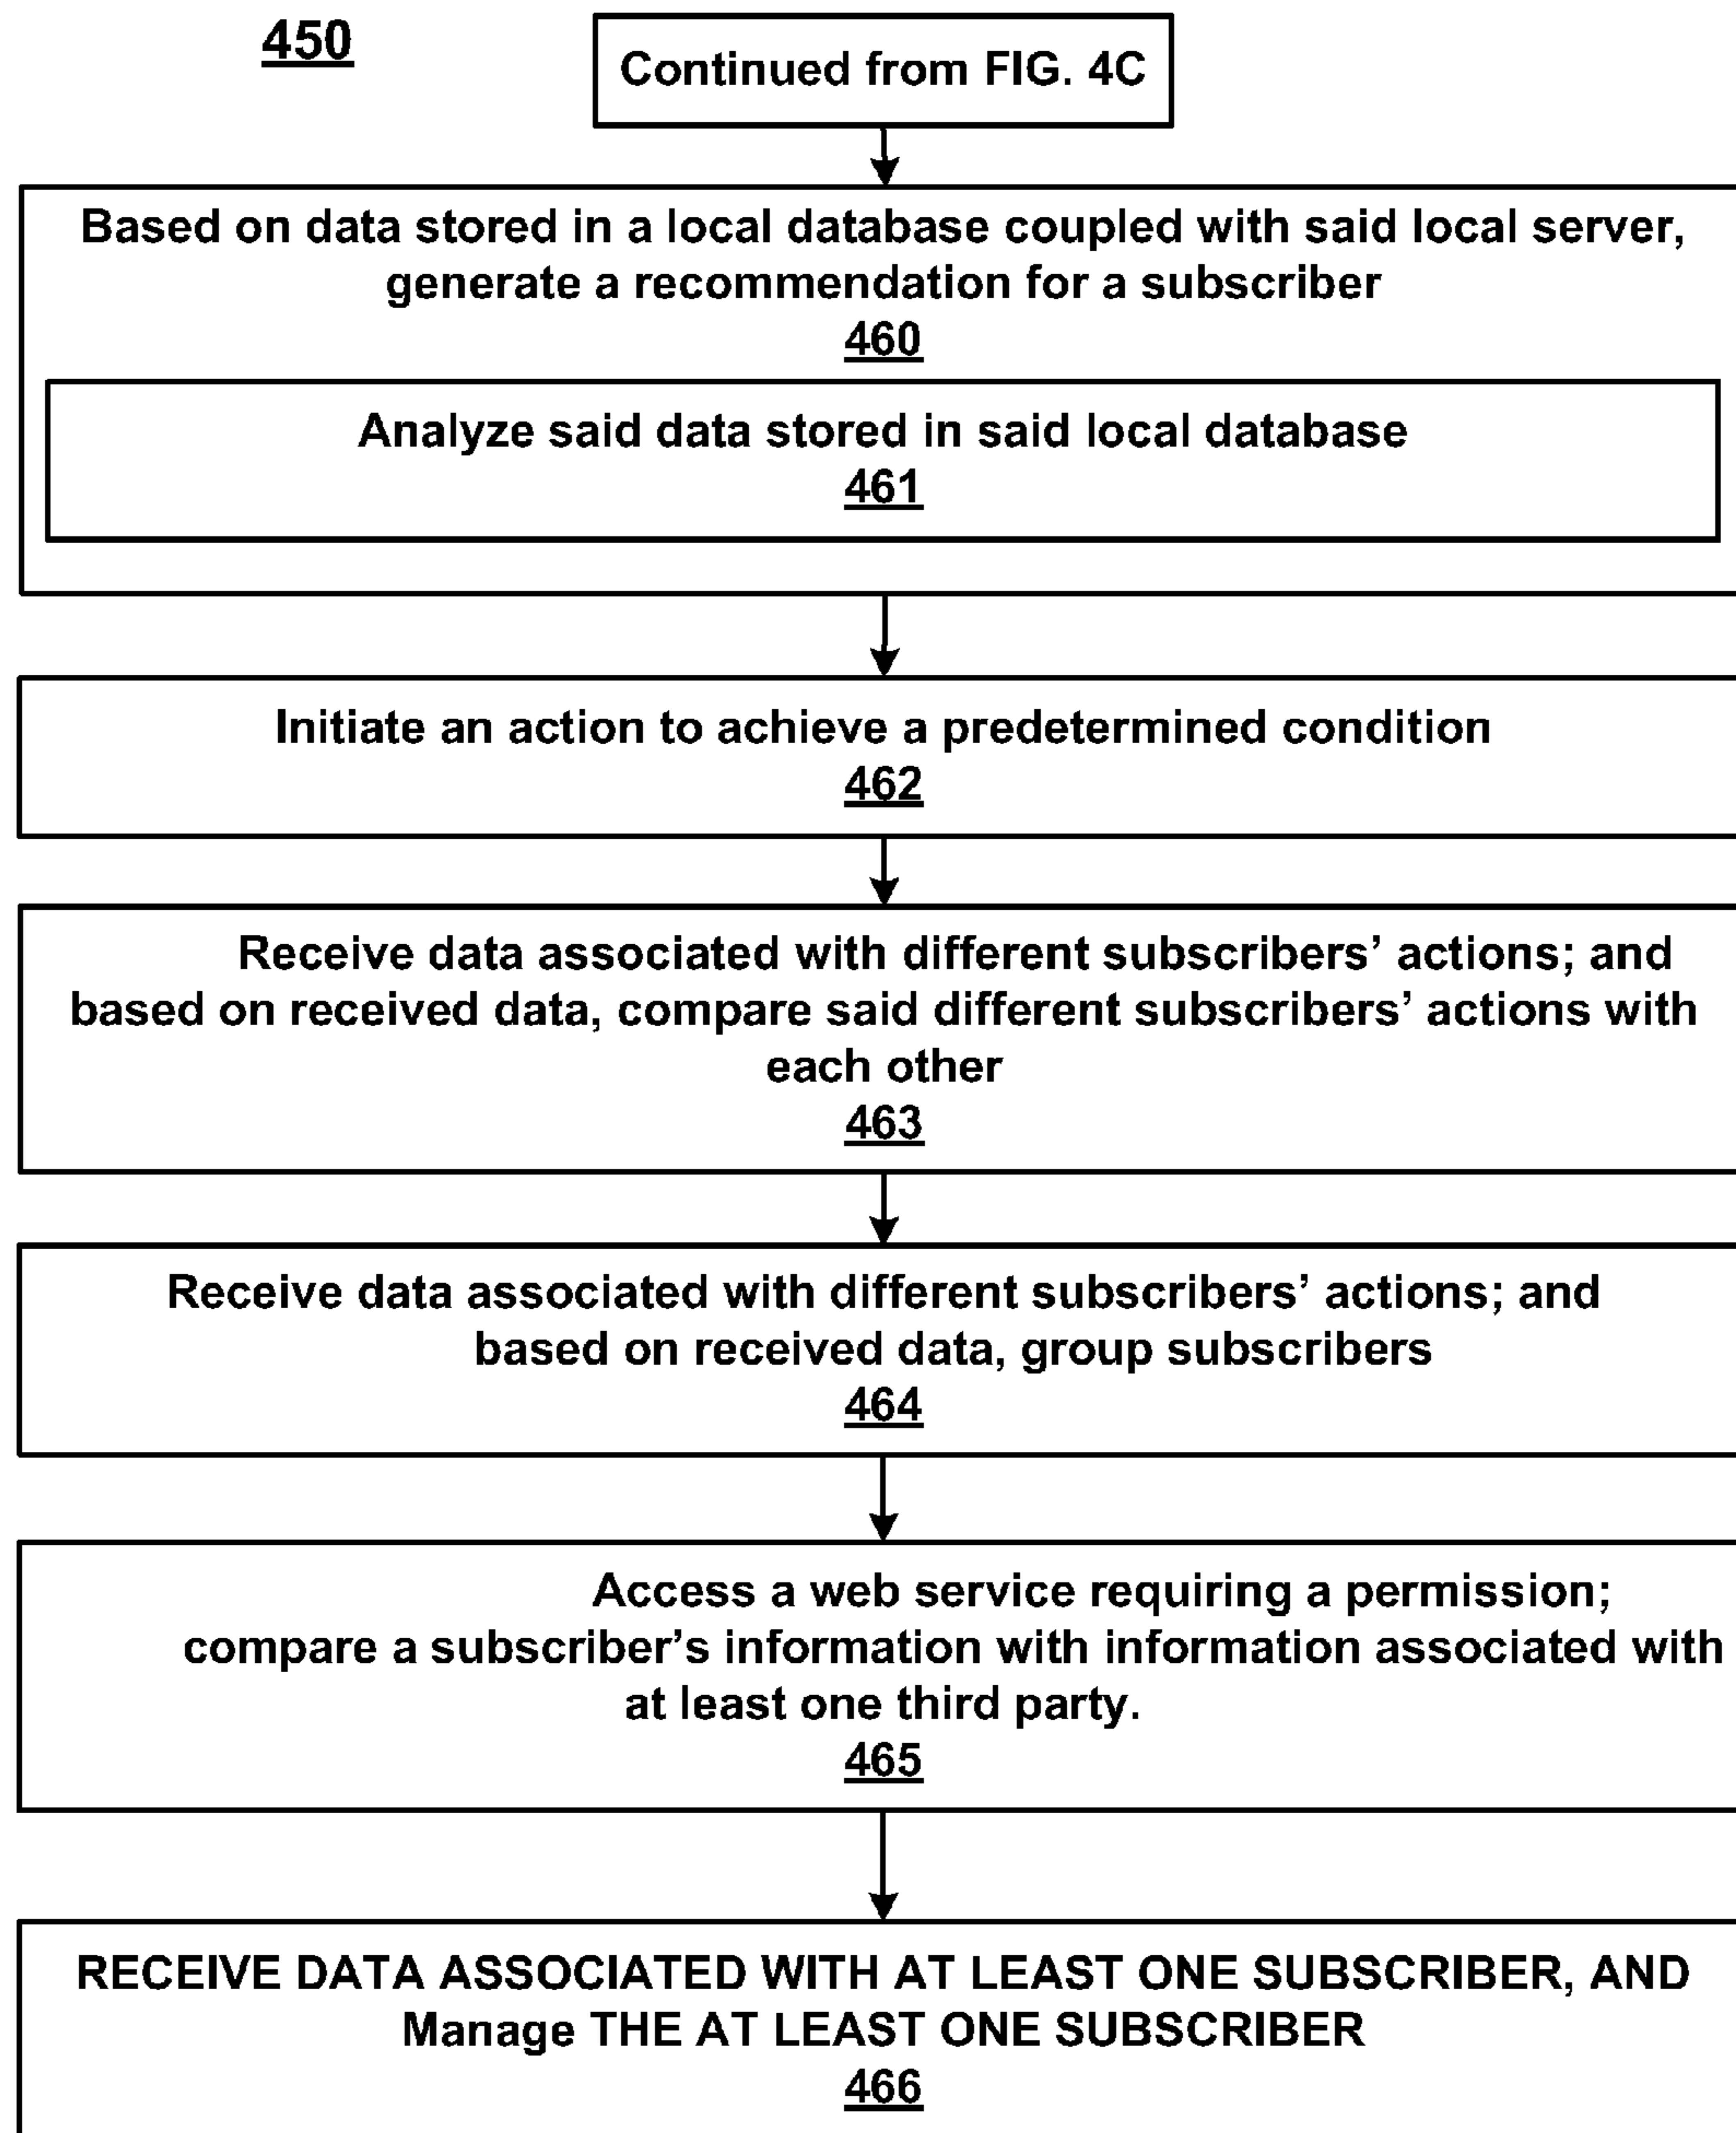 450
Continued from FIG. 4C
Based on data stored in a local database coupled with said local server,
generate a recommendation for a subscriber
460
Analyze said data stored in said local database
461
Initiate an action to achieve a predetermined condition
462
Receive data associated with different subscribers’ actions; and
based on received data, compare said different subscribers’ actions with
each other
463
Receive data associated with different subscribers’ actions; and
based on received data, group subscribers
464
Access a web service requiring a permission;
compare a subscriber’s information with information associated with
at least one third party.
465
RECEIVE DATA ASSOCIATED WITH AT LEAST ONE SUBSCRIBER, AND
Manage THE AT LEAST ONE SUBSCRIBER
466